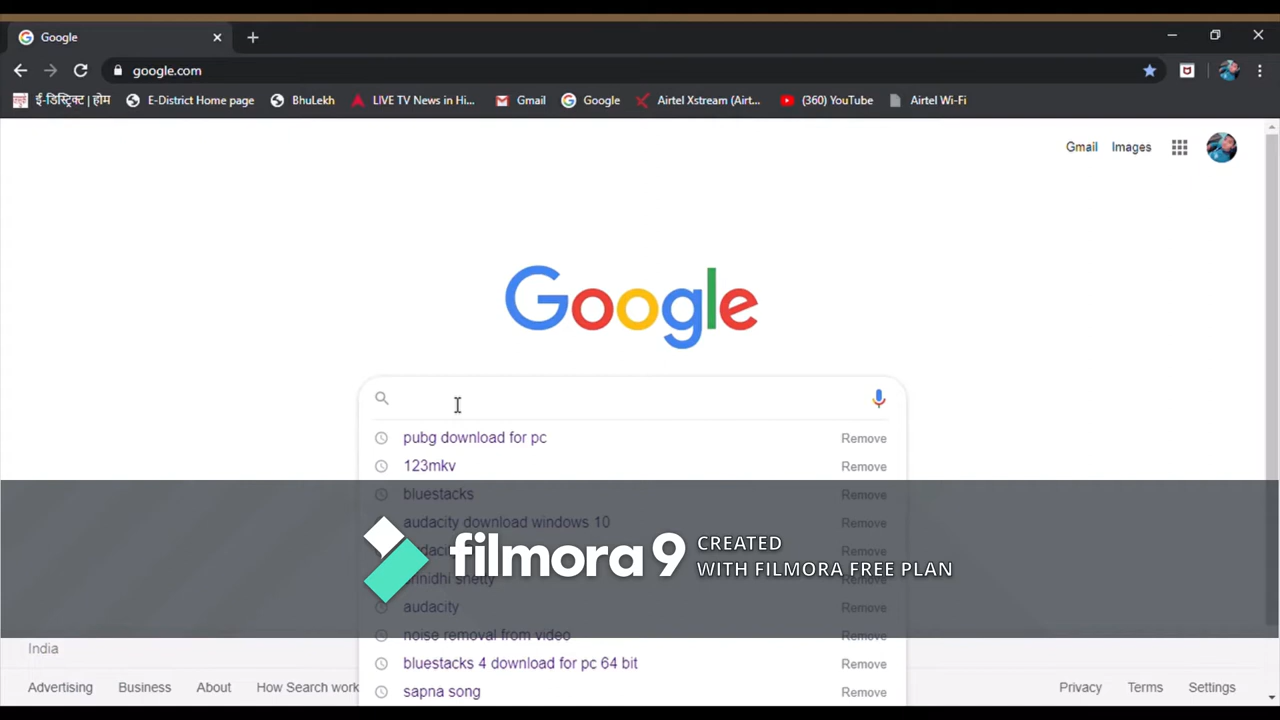 Google
google.com
ई-डिस्ट्रिक्ट | होम E-District Home page BhuLekh LIVE TV News in Hi... Gmail Google Airtel Xstream (Airt... (360) YouTube Airtel Wi-Fi
Gmail Images
Google
pubg download for pc Remove
123mkv Remove
bluestacks Remove
audacity download windows 10 Remove
filmora 9 CREATED
WITH FILMORA FREE PLAN
Remove
shetty Remove
audacity Remove
noise removal from video Remove
India
bluestacks 4 download for pc 64 bit Remove
Advertising Business About How Search work Privacy Terms Settings
sapna song Remove